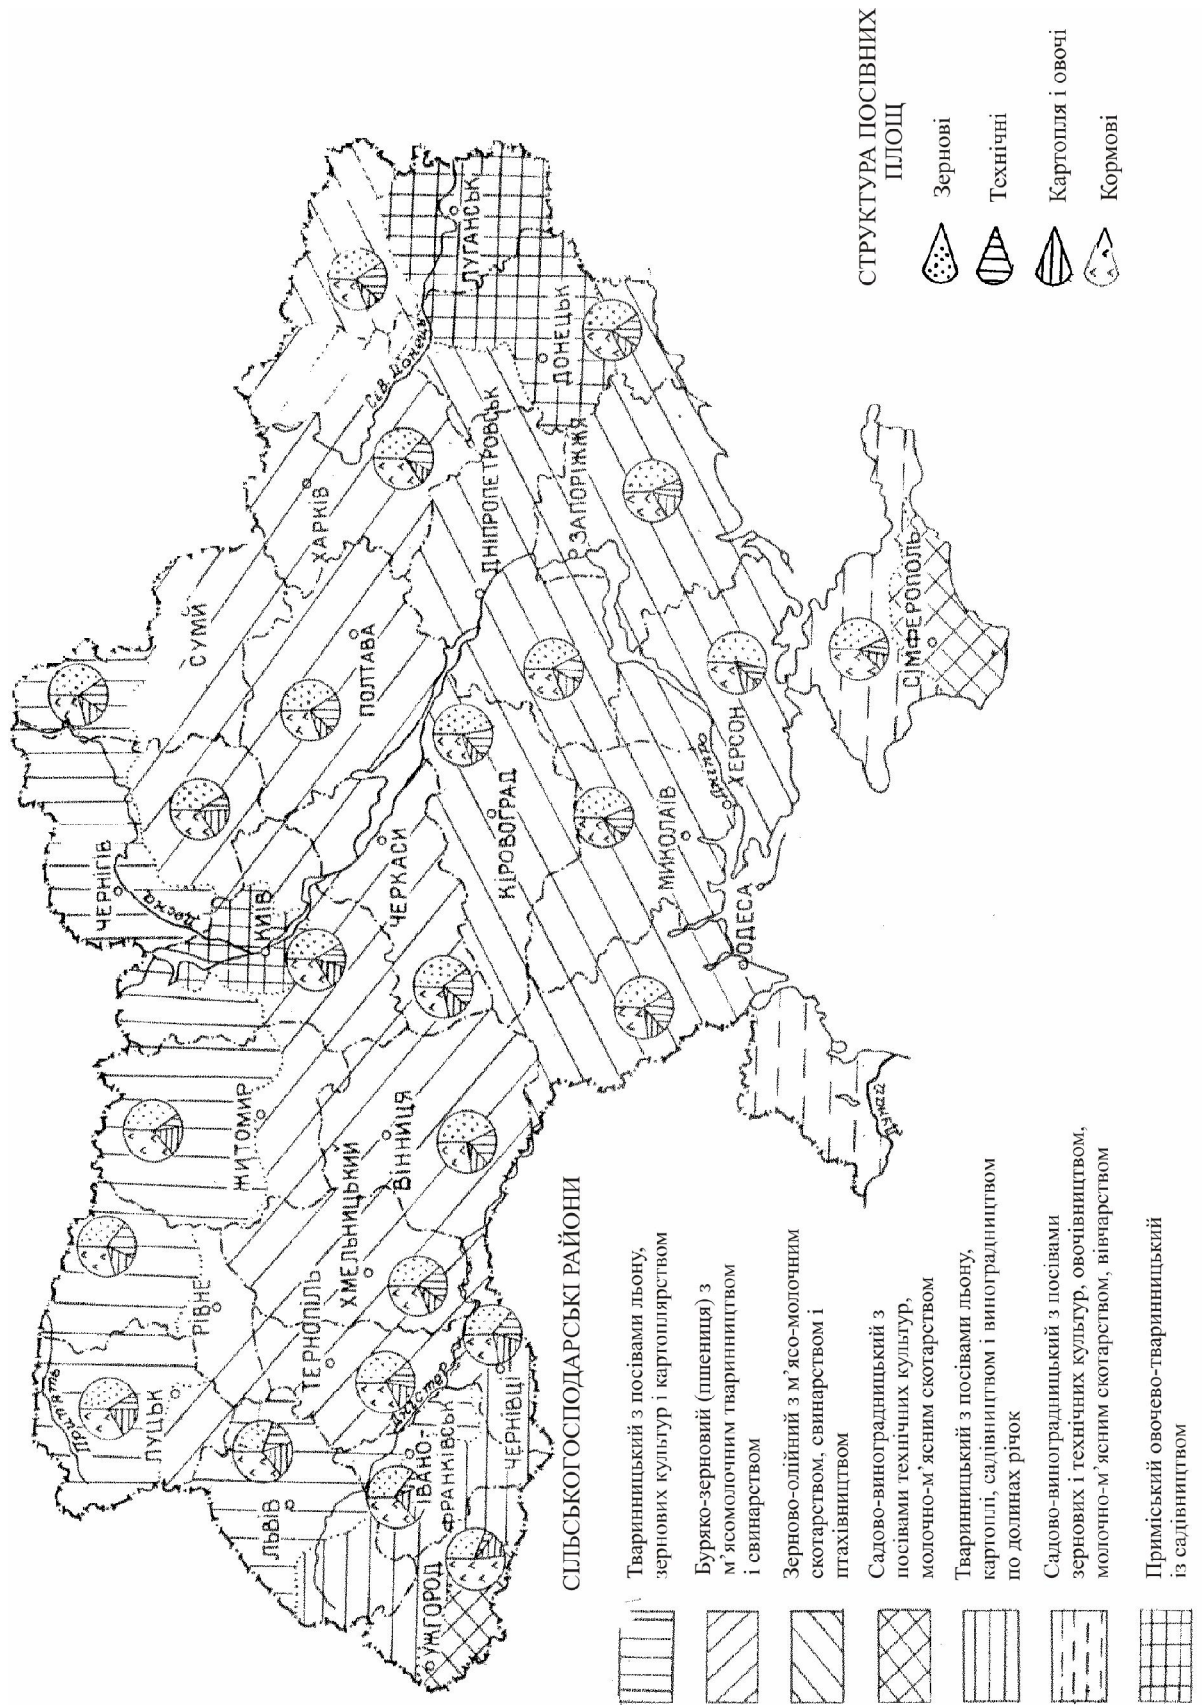 СТРУКТУРА ПОСІВНИХ
ПЛОЩ
Зернові
Технічні
Картопля і овочі
Кормові
СІЛЬСЬКОГОСПОДАРСЬКІ РАЙОНИ
Тваринницький з посівами льону,
зернових культур і картоплярством
Буряко-зерновий (пшениця) з
м’ясомолочним тваринництвом
і свинарством
Зерново-олійний з м’ясо-молочним
скотарством, свинарством і
птахівництвом
Садово-виноградницький з
посівами технічних культур,
молочно-м’ясним скотарством
Тваринницький з посівами льону,
картоплі, садівництвом і виноградництвом
по долинах річок
Садово-виноградницький з посівами
зернових і технічних культур, овочівництвом,
молочно-м’ясним скотарством, вівчарством
Приміський овочево-тваринницький
із садівництвом
ЛУЦЬК
РІВНЕ
ЖИТОМИР
КИЇВ
ЧЕРНІГІВ
СУМИ
ЛЬВІВ
ТЕРНОПІЛЬ
ХМЕЛЬНИЦЬКИЙ
ВІННИЦЯ
ЧЕРКАСИ
ПОЛТАВА
ХАРКІВ
ЛУГАНСЬК
УЖГОРОД
ІВАНО-
ФРАНКІВСЬК
ЧЕРНІВЦІ
КІРОВОГРАД
ДНІПРОПЕТРОВСЬК
ДОНЕЦЬК
ЗАПОРІЖЖЯ
МИКОЛАЇВ
ОДЕСА
ХЕРСОН
СІМФЕРОПОЛЬ
Прип'ять
Десна
Дністер
Дніпро
Дунай
Сів. Донець